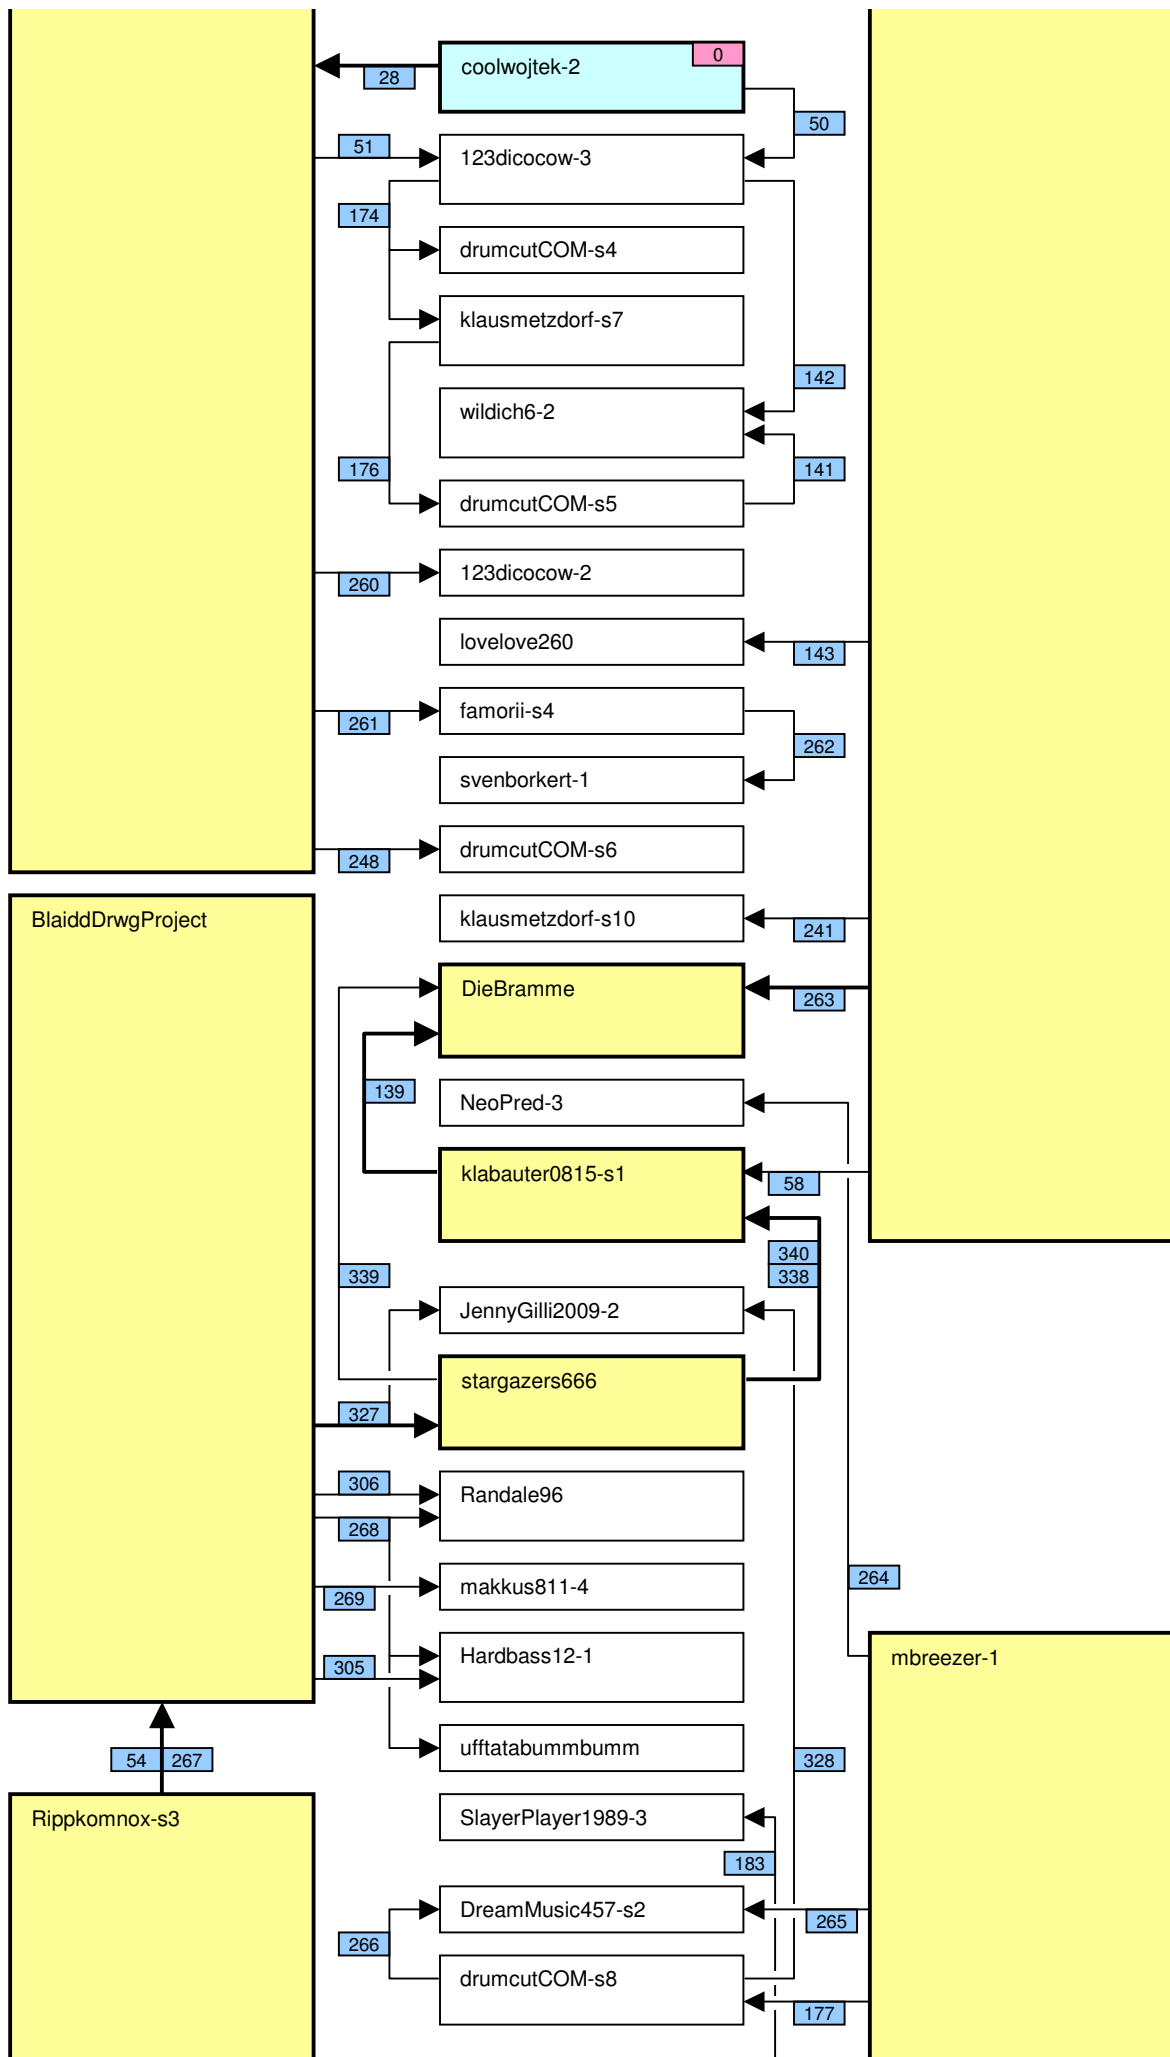 0
coolwojtek-2
28
50
51
123dicocow-3
174
drumcutCOM-s4
klausmetzdorf-s7
142
wildich6-2
176
141
drumcutCOM-s5
123dicocow-2
260
lovelove260
143
famorii-s4
261
262
svenborkert-1
drumcutCOM-s6
248
BlaiddDrwgProject
klausmetzdorf-s10
241
DieBramme
263
139
NeoPred-3
klabauter0815-s1
58
340
339
338
JennyGilli2009-2
stargazers666
327
306
Randale96
268
264
makkus811-4
269
Hardbass12-1
mbreezer-1
305
ufftatabummbumm
54
267
328
Rippkomnox-s3
SlayerPlayer1989-3
183
DreamMusic457-s2
265
266
drumcutCOM-s8
177